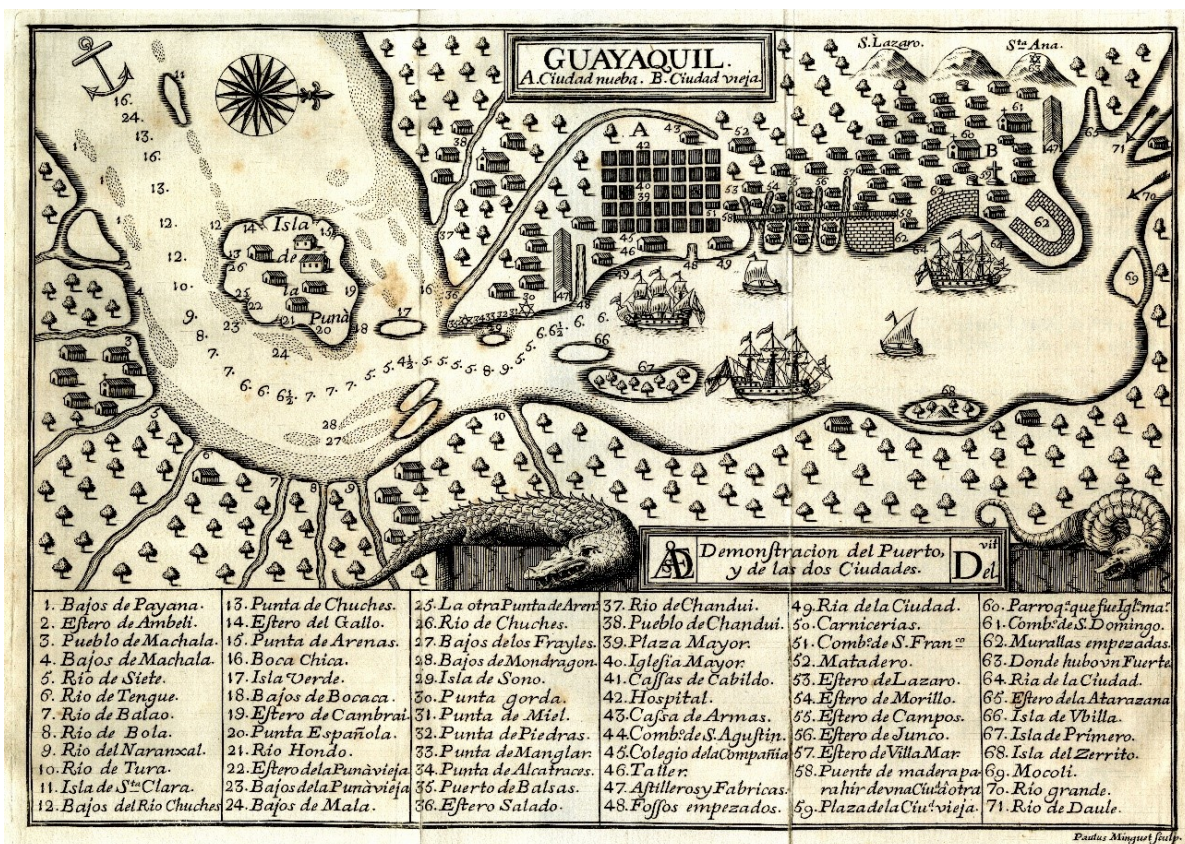 GUAYAQUIL.
A. Ciudad nueba. B. Ciudad vieja.
S. Lazaro.
Sta Ana.
A
B
Isla
de
la
Punà
Demonstracion del Puerto,
y de las dos Ciudades.
vit
Del
D
1. Bajos de Payana.
2. Estero de Ambeli.
3. Pueblo de Machala.
4. Bajos de Machala.
5. Rio de Siete.
6. Rio de Tengue.
7. Rio de Balao.
8. Rio de Bola.
9. Rio del Naranxal.
10. Rio de Tura.
11. Isla de Sta Clara.
12. Bajos del Rio Chuches
13. Punta de Chuches.
14. Estero del Gallo.
15. Punta de Arenas.
16. Boca Chica.
17. Isla Verde.
18. Bajos de Bocaca.
19. Estero de Cambrai.
20. Punta Española.
21. Rio Hondo.
22. Estero de la Punà vieja
23. Bajos de la Punà vieja
24. Bajos de Mala.
25. La otra Punta de Aren.
26. Rio de Chuches.
27. Bajos de los Frayles.
28. Bajos de Mondragon.
29. Isla de Sono.
30. Punta gorda.
31. Punta de Miel.
32. Punta de Piedras.
33. Punta de Manglar.
34. Punta de Alcatraces.
35. Puerto de Balsas.
36. Estero Salado.
37. Rio de Chandui.
38. Pueblo de Chandui.
39. Plaza Mayor.
40. Iglesia Mayor.
41. Cassas de Cabildo.
42. Hospital.
43. Cassa de Armas.
44. Combo. de S. Agustin.
45. Colegio de la Compañia
46. Taller.
47. Astilleros y Fabricas.
48. Fossos empezados.
49. Ria de la Ciudad.
50. Carnicerias.
51. Combo. de S. Franco
52. Matadero.
53. Estero de Lazaro.
54. Estero de Morillo.
55. Estero de Campos.
56. Estero de Junco.
57. Estero de Villa Mar.
58. Puente de madera pa-
ra hir de vna Ciud. à otra
59. Plaza de la Ciud. vieja.
60. Parroqa. que fue Iglª. maʳ.
61. Combo. de S. Domingo.
62. Murallas empezadas.
63. Donde hubo vn Fuerte
64. Ria de la Ciudad.
65. Estero de la Atarazana
66. Isla de Vbilla.
67. Isla de Primero.
68. Isla del Zerrito.
69. Mocoli.
70. Rio grande.
71. Rio de Daule.
Paulus Minguet sculp.